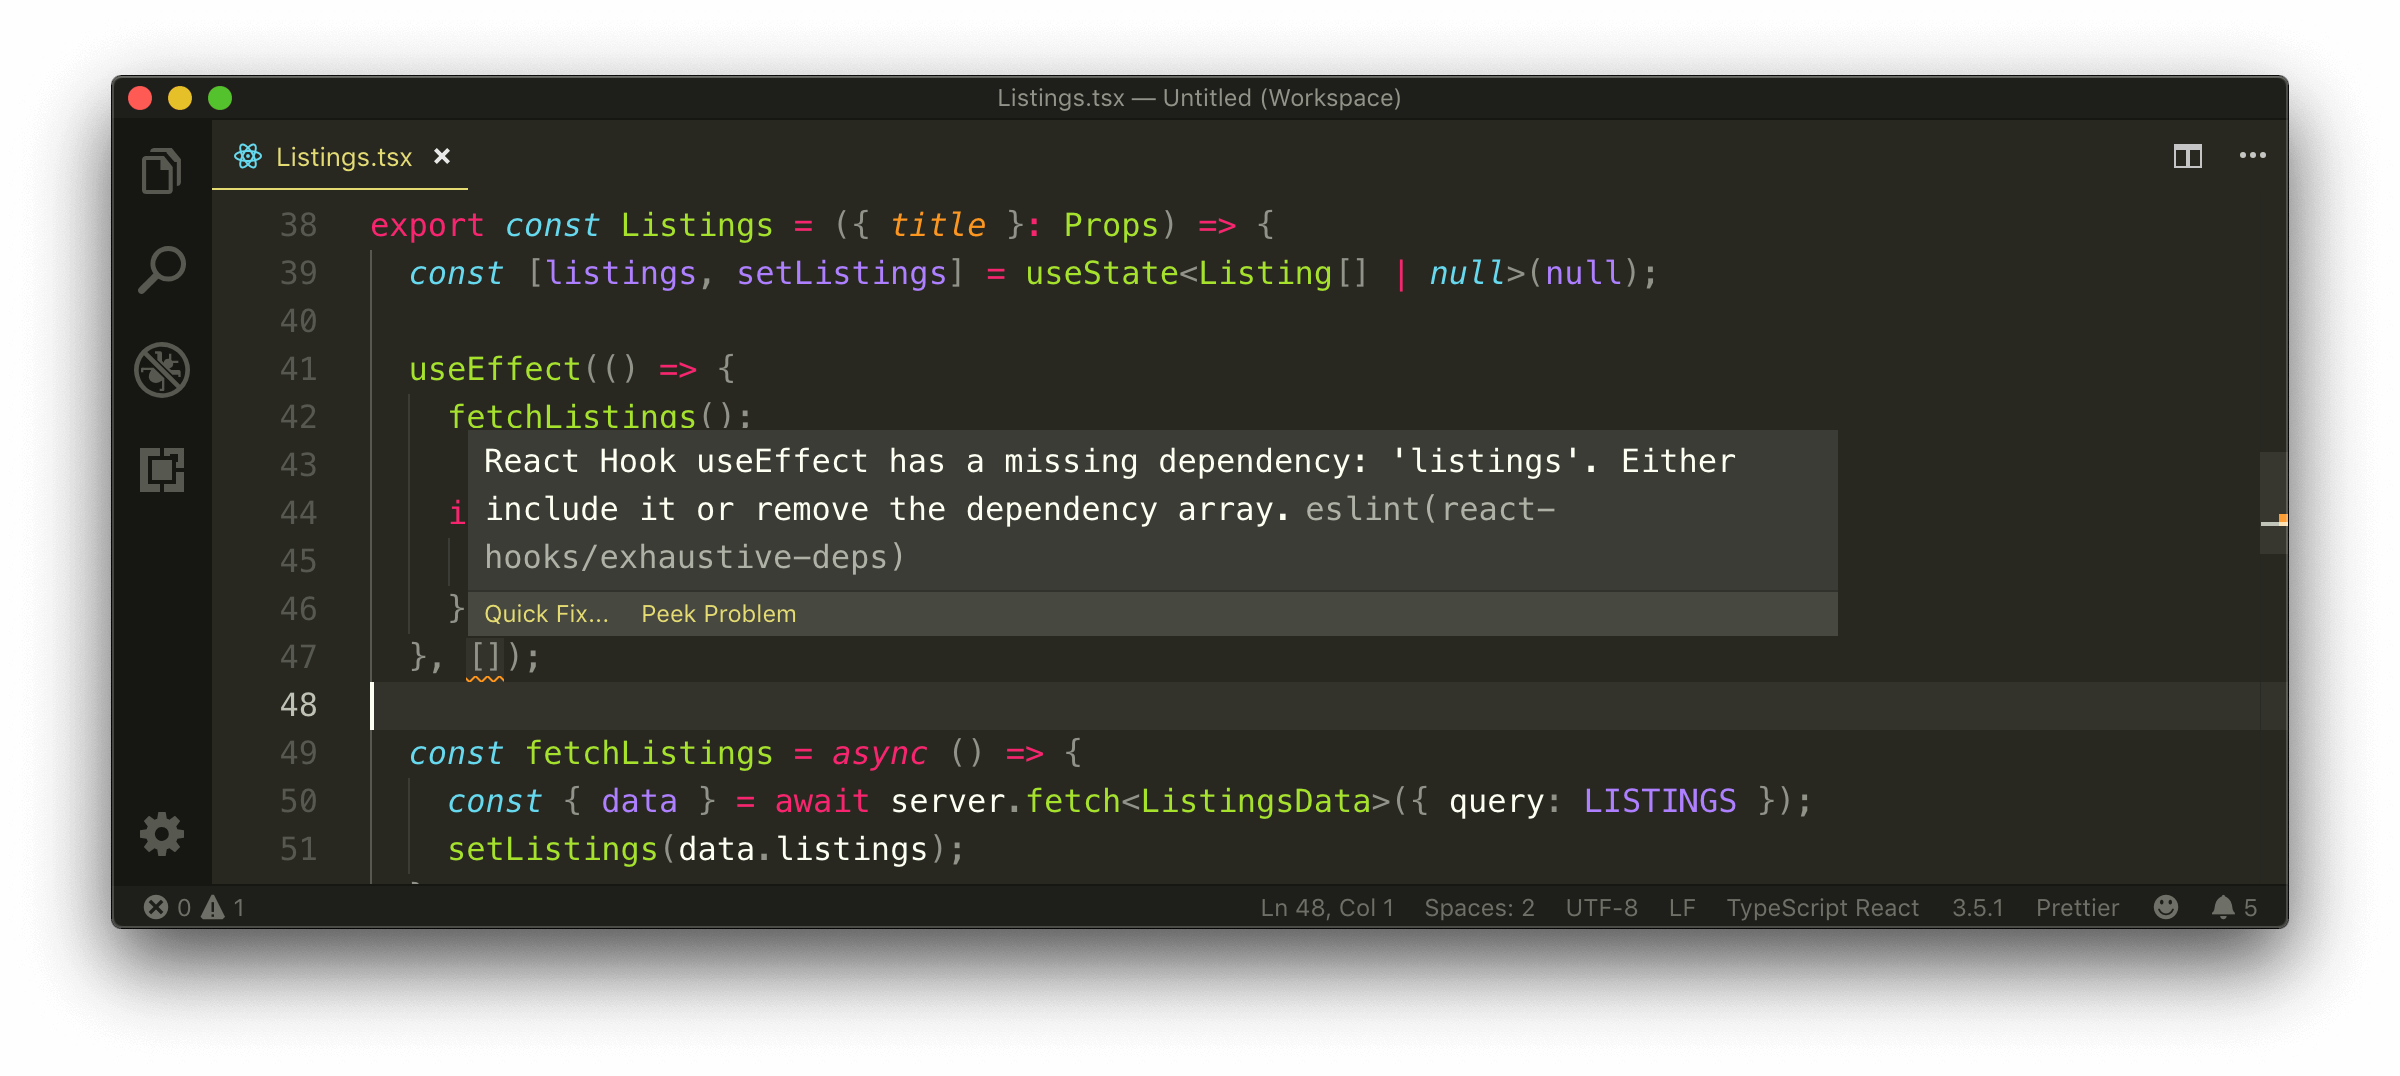 Listings.tsx — Untitled (Workspace)
Listings.tsx
38 export const Listings = ({ title }: Props) => {
39 const [listings, setListings] = useState<Listing[] | null>(null);
40
41 useEffect(() => {
42 fetchListings();
43
React Hook useEffect has a missing dependency: 'listings'. Either
44 i
include it or remove the dependency array. eslint(react-
45
hooks/exhaustive-deps)
46 }
Quick Fix... Peek Problem
47 }, []);
48
49 const fetchListings = async () => {
50 const { data } = await server.fetch<ListingsData>({ query: LISTINGS });
51 setListings(data.listings);
0 1 Ln 48, Col 1 Spaces: 2 UTF-8 LF TypeScript React 3.5.1 Prettier 5